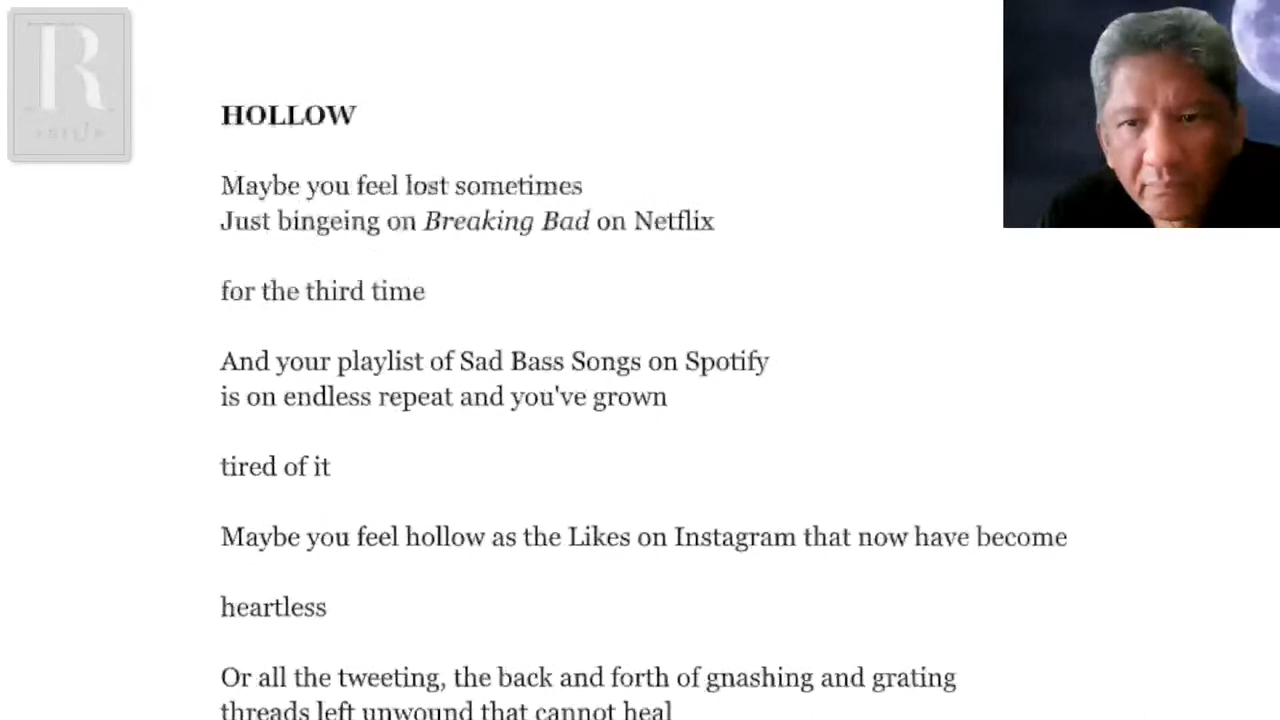 R
HOLLOW
Maybe you feel lost sometimes
Just bingeing on Breaking Bad on Netflix
for the third time
And your playlist of Sad Bass Songs on Spotify
is on endless repeat and you've grown
tired of it
Maybe you feel hollow as the Likes on Instagram that now have become
heartless
Or all the tweeting, the back and forth of gnashing and grating
threads left unwound that cannot heal